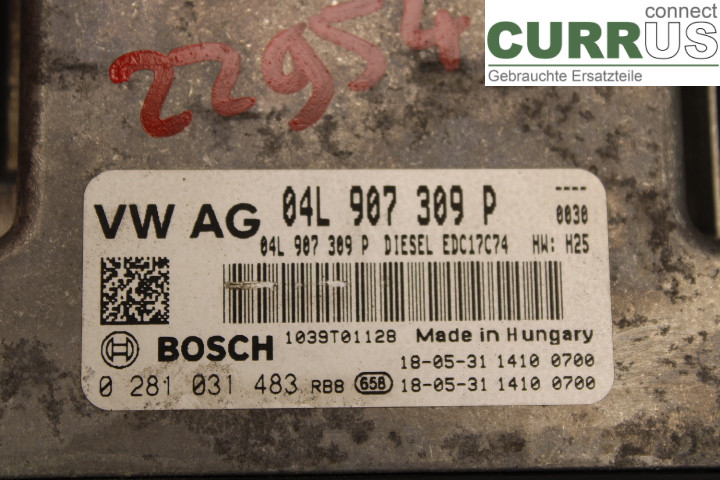 connect
CURRUS
Gebrauchte Ersatzteile
22954
VW AG 04L 907 309 P ----
0030
04L 907 309 P DIESEL EDC17C74 HW: H25
1039T01128 Made in Hungary
BOSCH 18-05-31 1410 0700
0 281 031 483 RB8 658 18-05-31 1410 0700